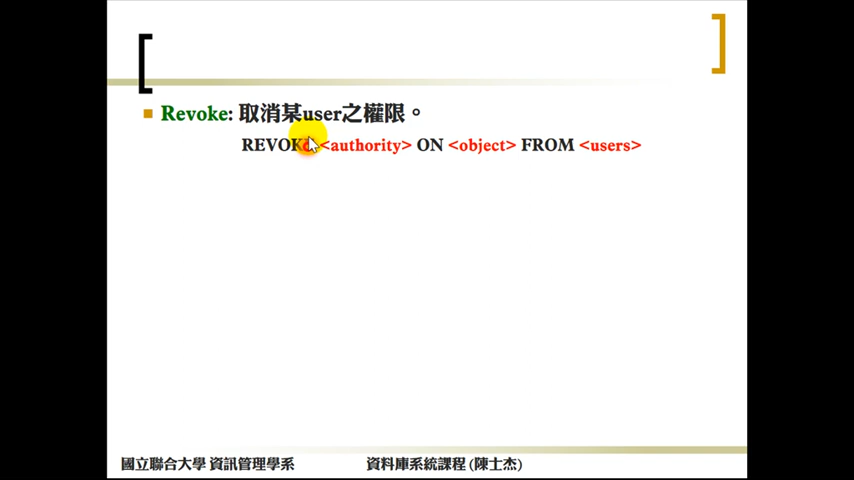 Revoke: 取消某user之權限。
REVOKE <authority> ON <object> FROM <users>
國立聯合大學 資訊管理學系 資料庫系統課程 (陳士杰)